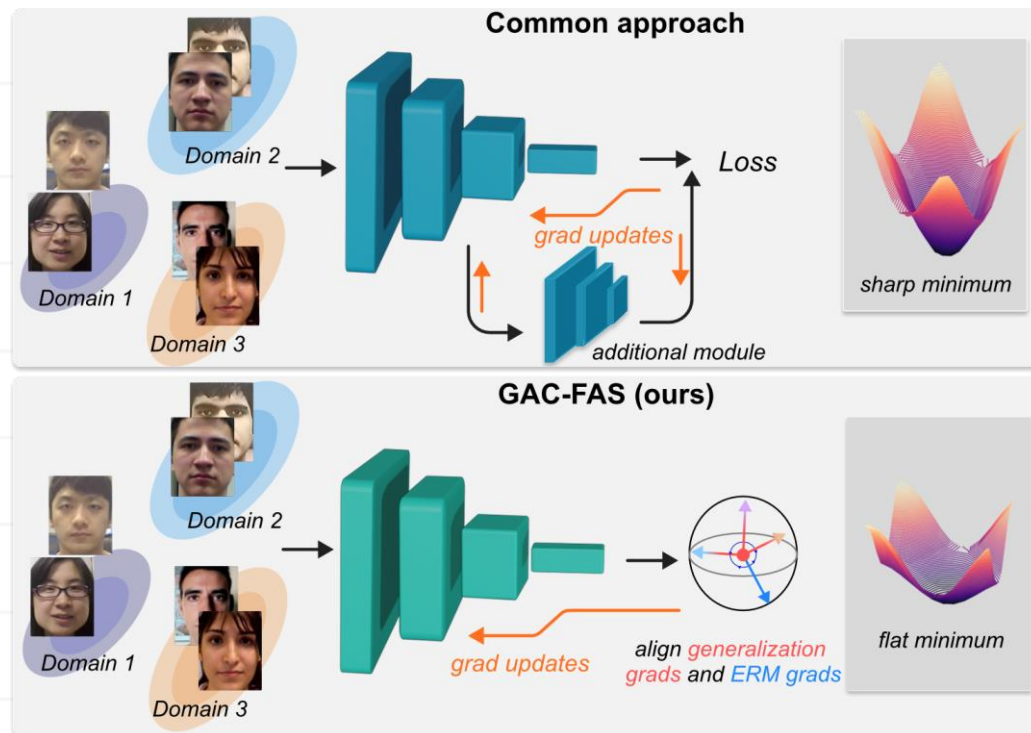 Common approach
Domain 2
Domain 1
Domain 3
Loss
grad updates
additional module
sharp minimum
GAC-FAS (ours)
Domain 2
Domain 1
Domain 3
grad updates
align generalization
grads and ERM grads
flat minimum